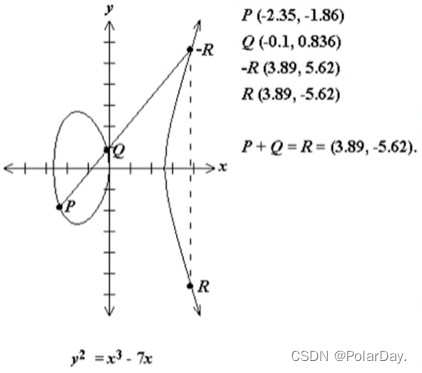 y
P (-2.35, -1.86)
Q (-0.1, 0.836)
-R (3.89, 5.62)
R (3.89, -5.62)
P + Q = R = (3.89, -5.62).
-R
Q
x
P
R
y² = x³ - 7x
CSDN @PolarDay.